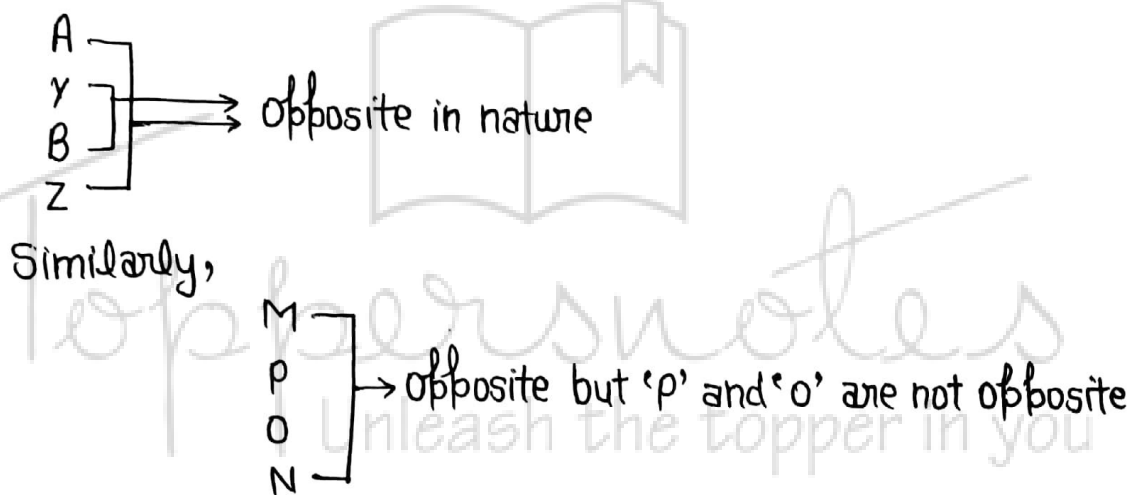 A
Y
B
Z
Opposite in nature
Similarly,
M
P
O
N
Opposite but 'P' and 'O' are not opposite
Toppersnotes
Unleash the topper in you